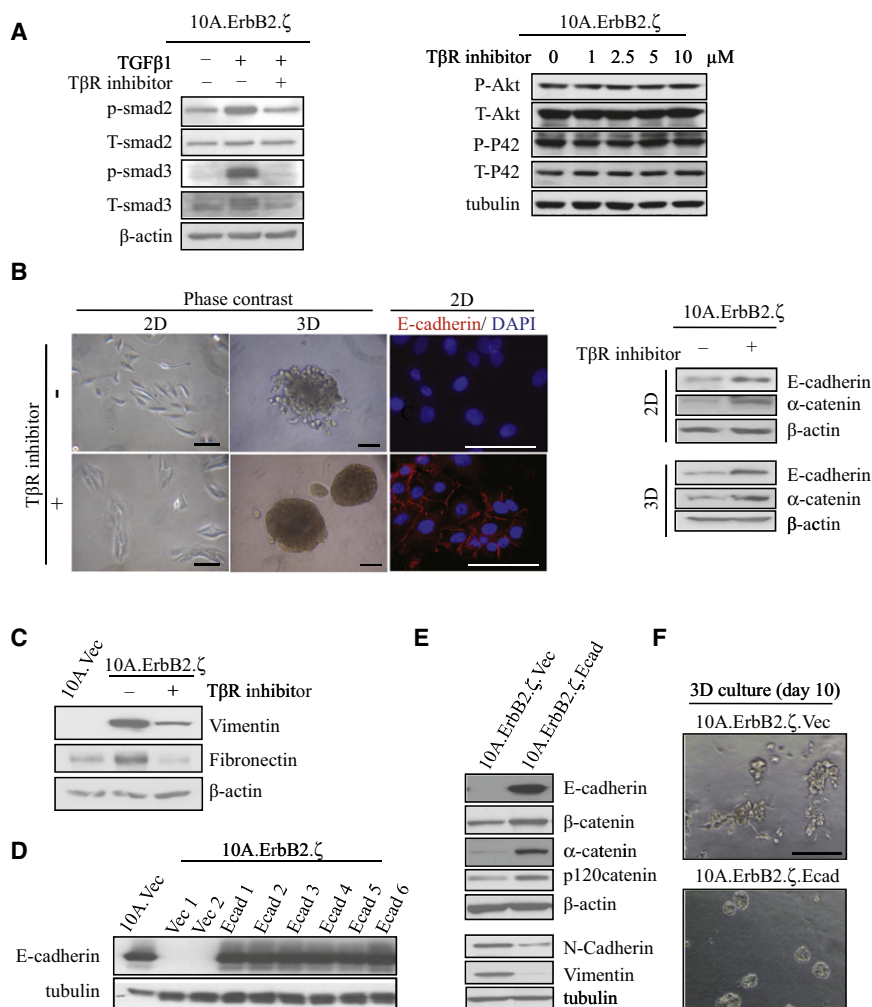 A
10A.ErbB2.ζ
TGFβ1 − + +
TβR inhibitor − − +
p-smad2
T-smad2
p-smad3
T-smad3
β-actin
10A.ErbB2.ζ
TβR inhibitor 0 1 2.5 5 10 μM
P-Akt
T-Akt
P-P42
T-P42
tubulin
B
Phase contrast
2D 3D
2D
E-cadherin/ DAPI
TβR inhibitor
-
+
C
10A.ErbB2.ζ
TβR inhibitor − +
2D
E-cadherin
α-catenin
β-actin
3D
E-cadherin
α-catenin
β-actin
C
10A.Vec
10A.ErbB2.ζ
− + TβR inhibitor
Vimentin
Fibronectin
β-actin
D
10A.ErbB2.ζ
10A.Vec
Vec 1
Vec 2
Ecad 1
Ecad 2
Ecad 3
Ecad 4
Ecad 5
Ecad 6
E-cadherin
tubulin
E
10A.ErbB2.ζ.Vec
10A.ErbB2.ζ.Ecad
E-cadherin
β-catenin
α-catenin
p120catenin
β-actin
N-Cadherin
Vimentin
tubulin
F
3D culture (day 10)
10A.ErbB2.ζ.Vec
10A.ErbB2.ζ.Ecad